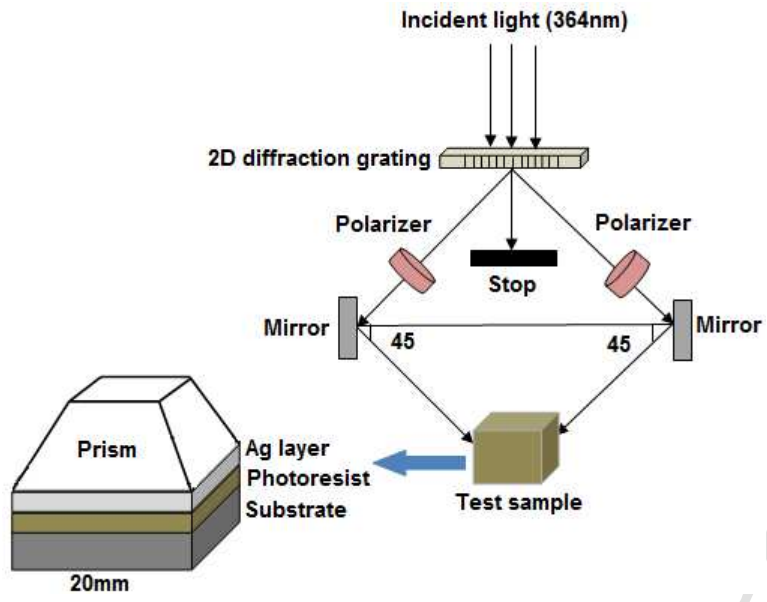 Incident light (364nm)
2D diffraction grating
Polarizer
Polarizer
Stop
Mirror
Mirror
45
45
Prism
Ag layer
Photoresist
Substrate
Test sample
20mm